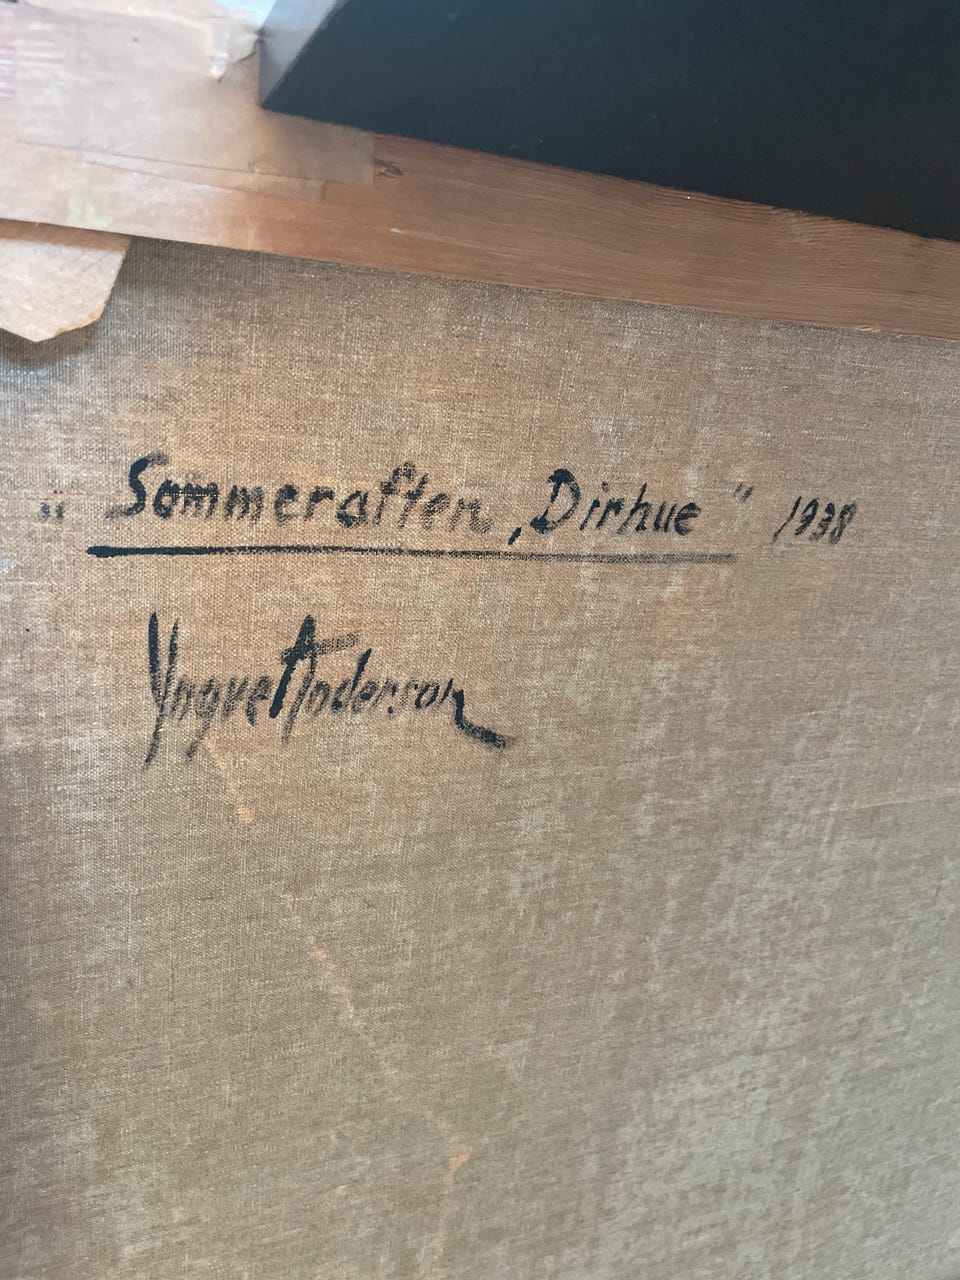 „ Sommeraften, Dirhue " 1938
Yngve Anderson